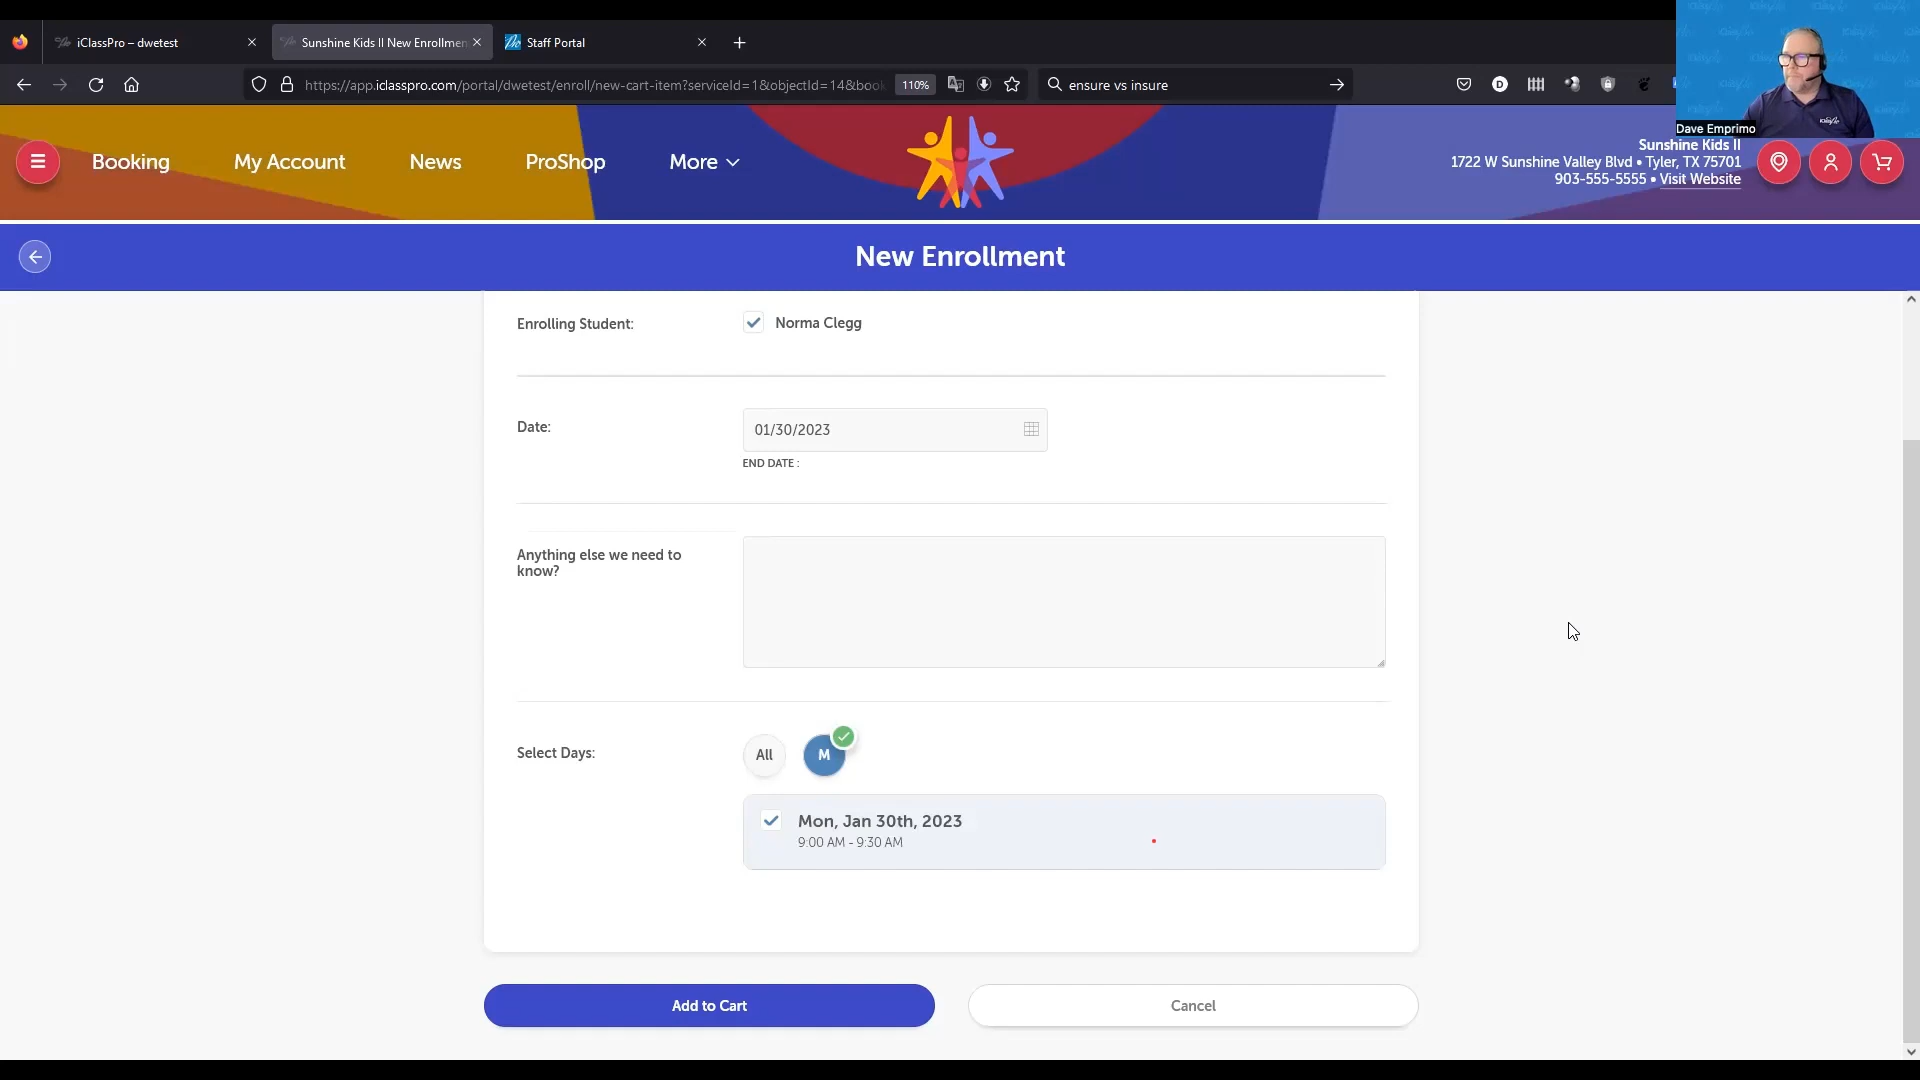 iClassPro – dwetest
Sunshine Kids II New Enrollmen
Staff Portal
https://app.iclasspro.com/portal/dwetest/enroll/new-cart-item?serviceId=1&objectId=14&boo
110%
ensure vs insure
Dave Emprimo
Booking
My Account
News
ProShop
More
Sunshine Kids II
1722 W Sunshine Valley Blvd • Tyler, TX 75701
903-555-5555 • Visit Website
New Enrollment
Enrolling Student:
Norma Clegg
Date:
01/30/2023
END DATE :
Anything else we need to
know?
Select Days:
All
M
Mon, Jan 30th, 2023
9:00 AM - 9:30 AM
Add to Cart
Cancel